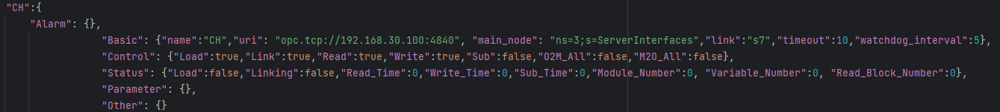 "CH":{
"Alarm": {},
"Basic": {"name":"CH","uri": "opc.tcp://192.168.30.100:4840", "main_node": "ns=3;s=ServerInterfaces","link":"s7","timeout":10,"watchdog_interval":5},
"Control": {"Load":true,"Link":true,"Read":true,"Write":true,"Sub":false,"O2M_All":false,"M2O_All":false},
"Status": {"Load":false,"Linking":false,"Read_Time":0,"Write_Time":0,"Sub_Time":0,"Module_Number":0, "Variable_Number":0, "Read_Block_Number":0},
"Parameter": {},
"Other": {}